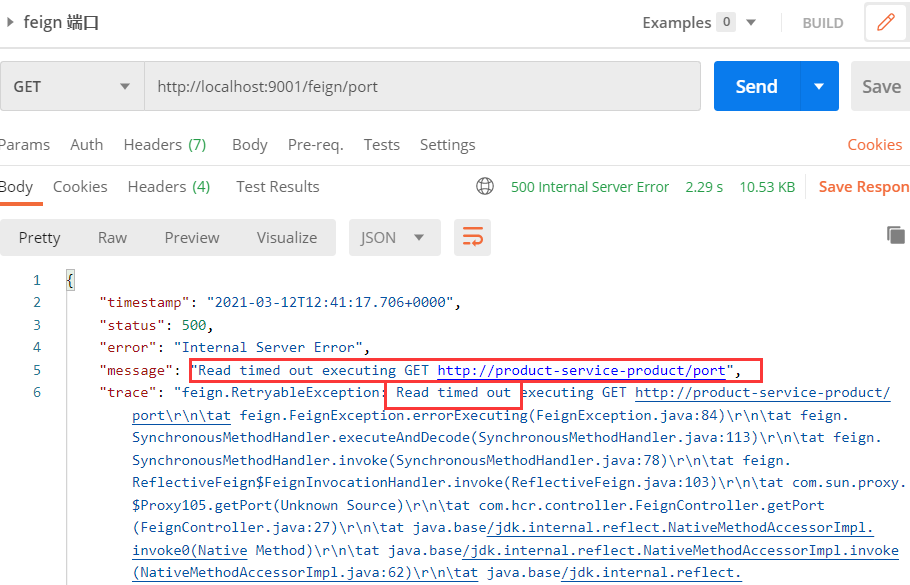 feign 端口
Examples 0
BUILD
GET
http://localhost:9001/feign/port
Send
Save
Params Auth Headers (7) Body Pre-req. Tests Settings
Cookies
Body Cookies Headers (4) Test Results
500 Internal Server Error 2.29 s 10.53 KB Save Respon
Pretty Raw Preview Visualize JSON
1 {
2 "timestamp": "2021-03-12T12:41:17.706+0000",
3 "status": 500,
4 "error": "Internal Server Error",
5 "message": "Read timed out executing GET http://product-service-product/port",
6 "trace": "feign.RetryableException: Read timed out executing GET http://product-service-product/
port\r\n\tat feign.FeignException.errorExecuting(FeignException.java:84)\r\n\tat feign.
SynchronousMethodHandler.executeAndDecode(SynchronousMethodHandler.java:113)\r\n\tat feign.
SynchronousMethodHandler.invoke(SynchronousMethodHandler.java:78)\r\n\tat feign.
ReflectiveFeign$FeignInvocationHandler.invoke(ReflectiveFeign.java:103)\r\n\tat com.sun.proxy.
$Proxy105.getPort(Unknown Source)\r\n\tat com.hcr.controller.FeignController.getPort
(FeignController.java:27)\r\n\tat java.base/jdk.internal.reflect.NativeMethodAccessorImpl.
invoke0(Native Method)\r\n\tat java.base/jdk.internal.reflect.NativeMethodAccessorImpl.invoke
(NativeMethodAccessorImpl.java:62)\r\n\tat java.base/jdk.internal.reflect.